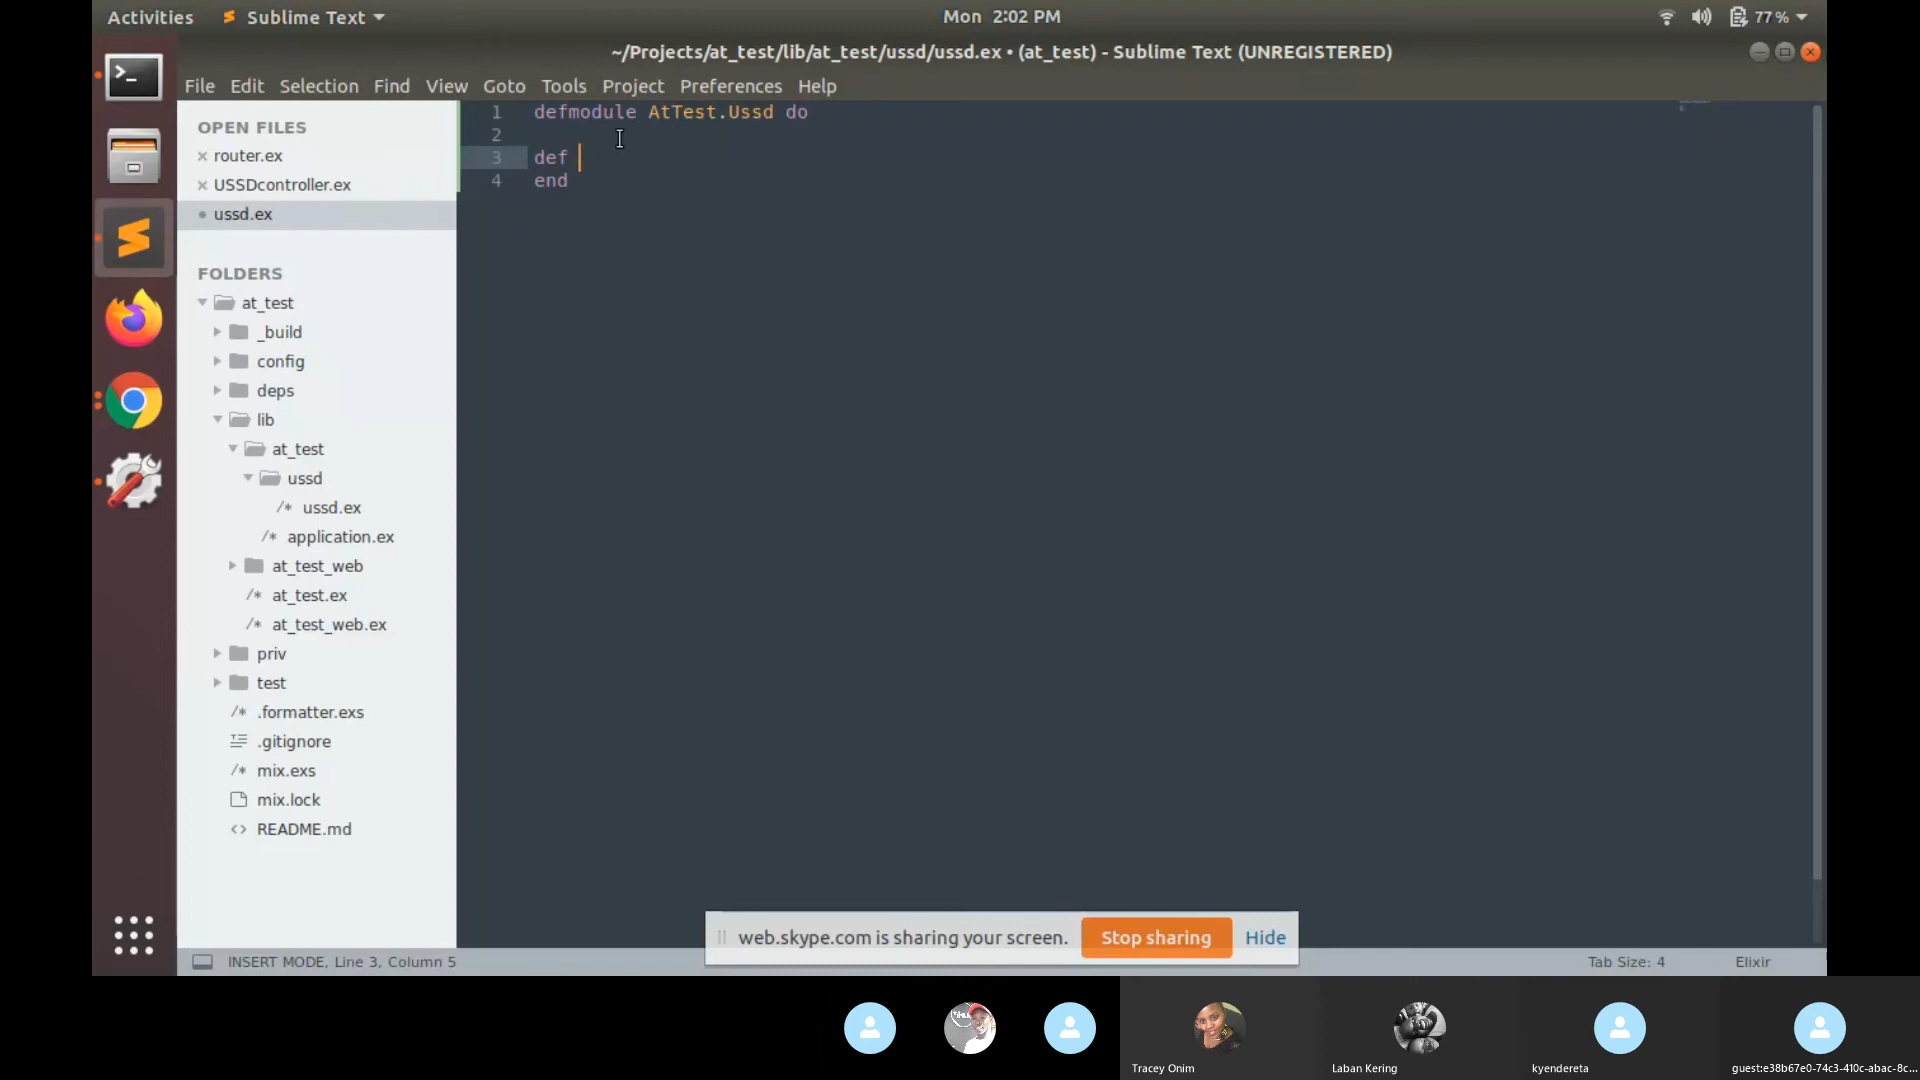 Activities
Sublime Text
Mon 2:02 PM
77 %
~/Projects/at_test/lib/at_test/ussd/ussd.ex • (at_test) - Sublime Text (UNREGISTERED)
File Edit Selection Find View Goto Tools Project Preferences Help
OPEN FILES
router.ex
USSDcontroller.ex
ussd.ex
FOLDERS
at_test
_build
config
deps
lib
at_test
ussd
/* ussd.ex
/* application.ex
at_test_web
/* at_test.ex
/* at_test_web.ex
priv
test
/* .formatter.exs
.gitignore
/* mix.exs
mix.lock
<> README.md
1 defmodule AtTest.Ussd do
2
3 def
4 end
web.skype.com is sharing your screen.
Stop sharing
Hide
INSERT MODE, Line 3, Column 5
Tab Size: 4
Elixir
Tracey Onim
Laban Kering
kyendereta
guest:e38b67e0-74c3-410c-abac-8c...